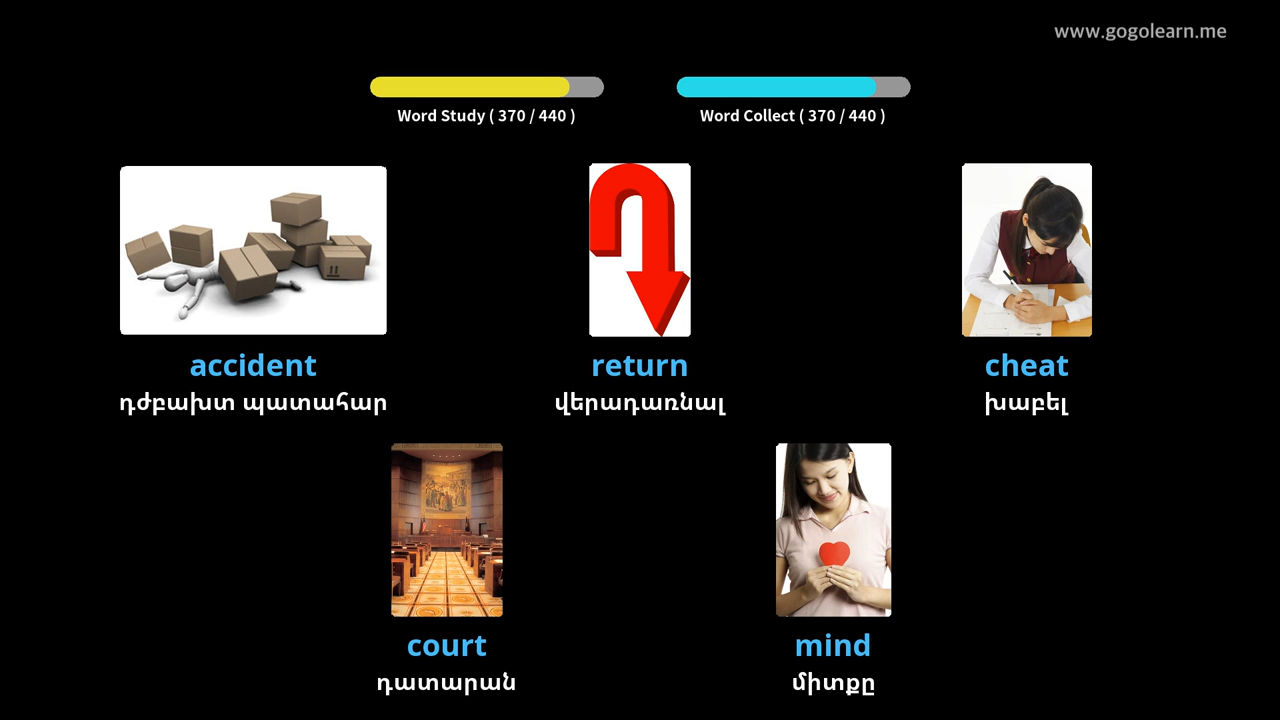 www.gogolearn.me
Word Study ( 370 / 440 )
Word Collect ( 370 / 440 )
accident
դժբախտ պատահար
return
վերադառնալ
cheat
խաբել
court
դատարան
mind
միտքը